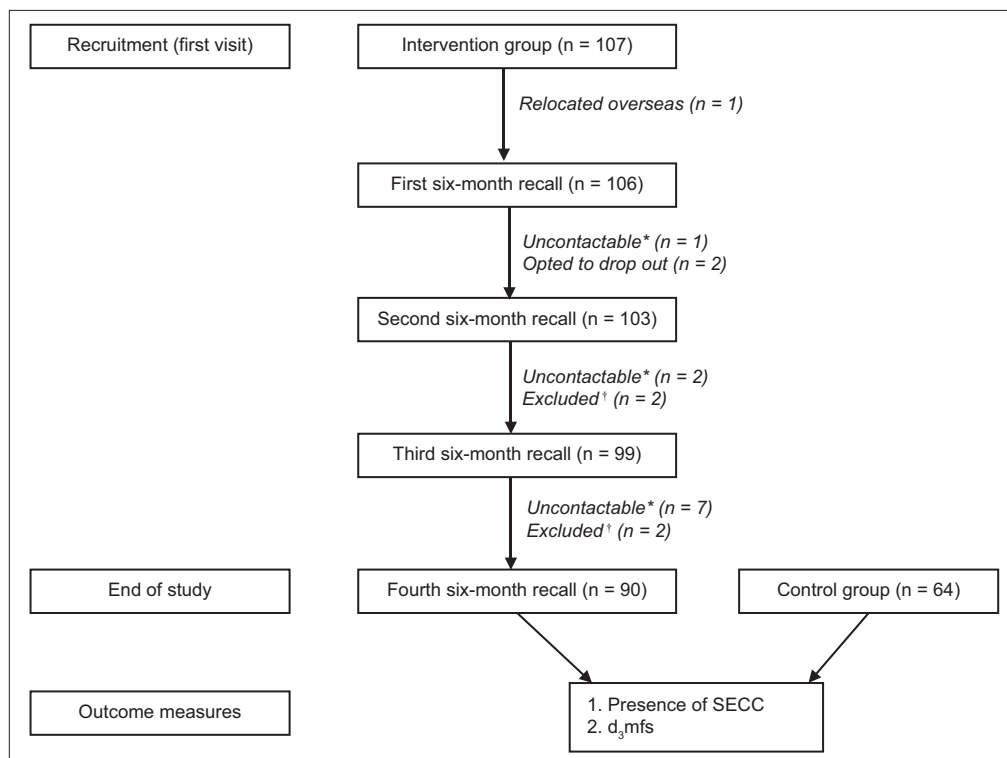 Recruitment (first visit)
Intervention group (n = 107)
Relocated overseas (n = 1)
First six-month recall (n = 106)
Uncontactable* (n = 1)
Opted to drop out (n = 2)
Second six-month recall (n = 103)
Uncontactable* (n = 2)
Excluded† (n = 2)
Third six-month recall (n = 99)
Uncontactable* (n = 7)
Excluded† (n = 2)
End of study
Fourth six-month recall (n = 90)
Control group (n = 64)
Outcome measures
1. Presence of SECC
2. d₃mfs